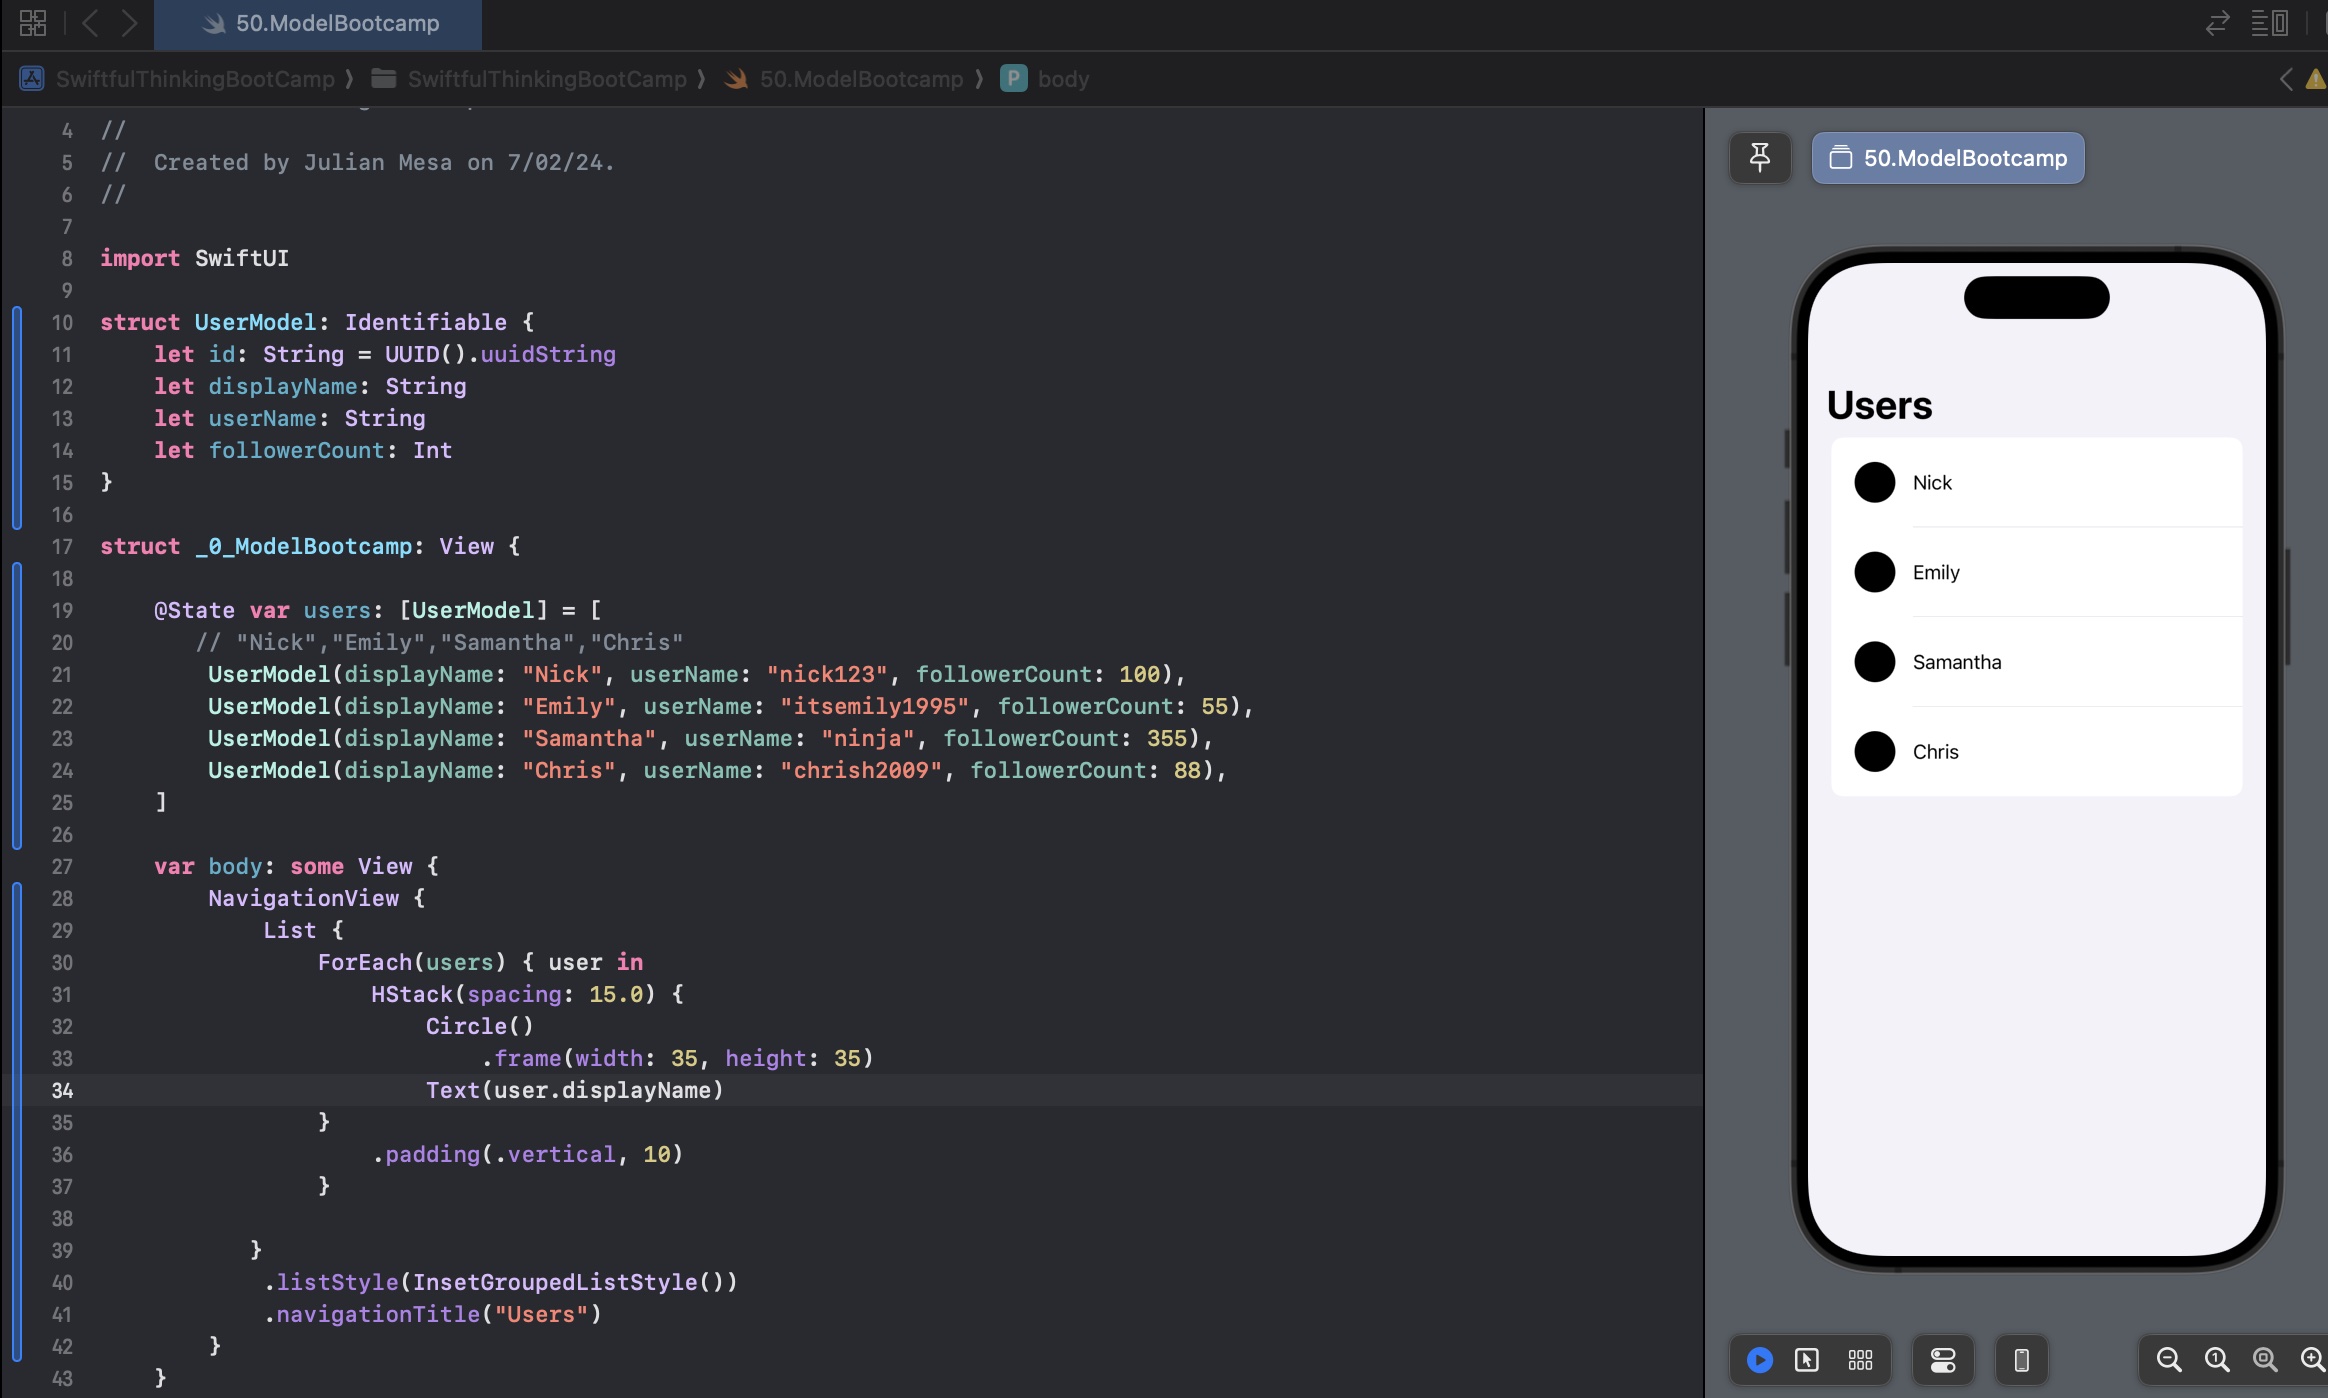 50.ModelBootcamp
SwiftfulThinkingBootCamp 〉 SwiftfulThinkingBootCamp 〉 50.ModelBootcamp 〉 P body
4 //
5 //  Created by Julian Mesa on 7/02/24.
6 //
7
8 import SwiftUI
9
10 struct UserModel: Identifiable {
11     let id: String = UUID().uuidString
12     let displayName: String
13     let userName: String
14     let followerCount: Int
15 }
16
17 struct _0_ModelBootcamp: View {
18
19     @State var users: [UserModel] = [
20        // "Nick","Emily","Samantha","Chris"
21         UserModel(displayName: "Nick", userName: "nick123", followerCount: 100),
22         UserModel(displayName: "Emily", userName: "itsemily1995", followerCount: 55),
23         UserModel(displayName: "Samantha", userName: "ninja", followerCount: 355),
24         UserModel(displayName: "Chris", userName: "chrish2009", followerCount: 88),
25     ]
26
27     var body: some View {
28         NavigationView {
29             List {
30                 ForEach(users) { user in
31                     HStack(spacing: 15.0) {
32                         Circle()
33                             .frame(width: 35, height: 35)
34                         Text(user.displayName)
35                 }
36                     .padding(.vertical, 10)
37                 }
38
39            }
40             .listStyle(InsetGroupedListStyle())
41             .navigationTitle("Users")
42         }
43     }
50.ModelBootcamp
Users
Nick
Emily
Samantha
Chris